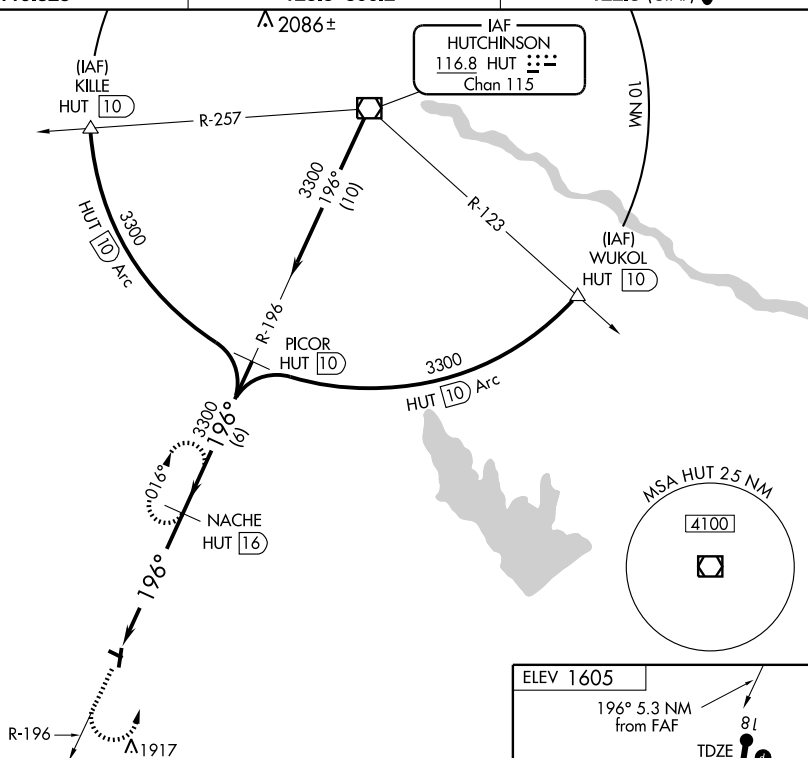 2086±
IAF
HUTCHINSON
116.8 HUT
Chan 115
(IAF)
KILLE
HUT 10
R-257
10 NM
3300
196°
(10)
R-123
3300
HUT 10 Arc
(IAF)
WUKOL
HUT 10
R-196
PICOR
HUT 10
3300
HUT 10 Arc
3300
196°
(6)
016°
NACHE
HUT 16
MSA HUT 25 NM
4100
196°
R-196
1917
ELEV 1605
196° 5.3 NM
from FAF
18
TDZE